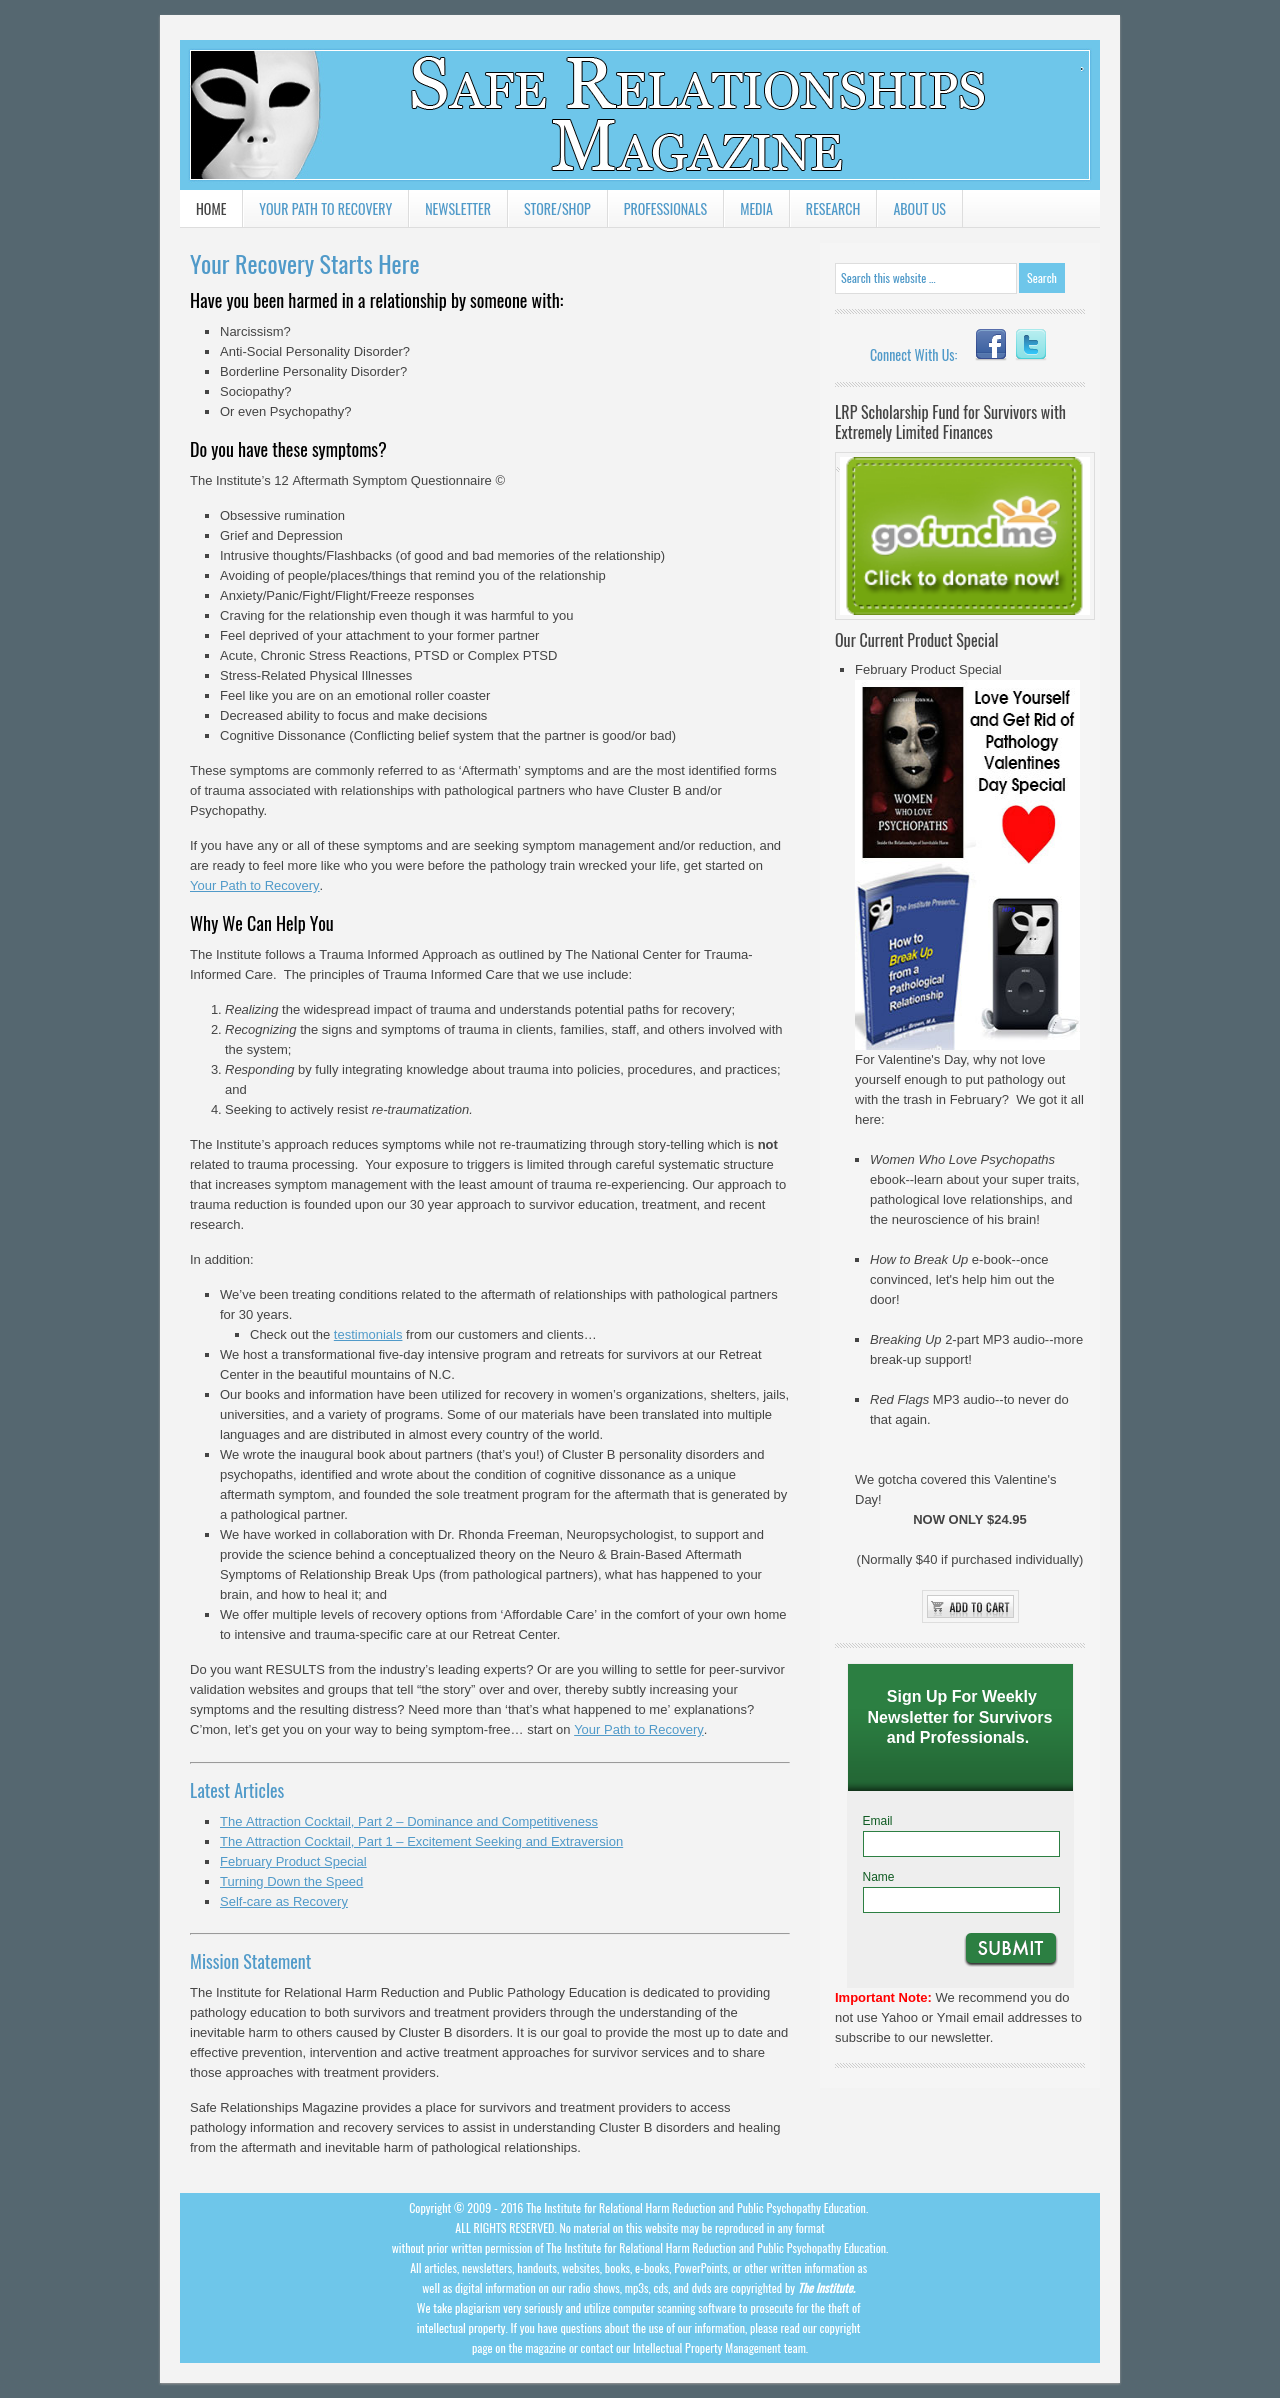 Safe Relationships
Magazine
HOME
YOUR PATH TO RECOVERY
NEWSLETTER
STORE/SHOP
PROFESSIONALS
MEDIA
RESEARCH
ABOUT US
Your Recovery Starts Here
Have you been harmed in a relationship by someone with:
Narcissism?
Anti-Social Personality Disorder?
Borderline Personality Disorder?
Sociopathy?
Or even Psychopathy?
Do you have these symptoms?
The Institute’s 12 Aftermath Symptom Questionnaire ©
Obsessive rumination
Grief and Depression
Intrusive thoughts/Flashbacks (of good and bad memories of the relationship)
Avoiding of people/places/things that remind you of the relationship
Anxiety/Panic/Fight/Flight/Freeze responses
Craving for the relationship even though it was harmful to you
Feel deprived of your attachment to your former partner
Acute, Chronic Stress Reactions, PTSD or Complex PTSD
Stress-Related Physical Illnesses
Feel like you are on an emotional roller coaster
Decreased ability to focus and make decisions
Cognitive Dissonance (Conflicting belief system that the partner is good/or bad)
These symptoms are commonly referred to as ‘Aftermath’ symptoms and are the most identified forms
of trauma associated with relationships with pathological partners who have Cluster B and/or
Psychopathy.
If you have any or all of these symptoms and are seeking symptom management and/or reduction, and
are ready to feel more like who you were before the pathology train wrecked your life, get started on
Your Path to Recovery.
Why We Can Help You
The Institute follows a Trauma Informed Approach as outlined by The National Center for Trauma-
Informed Care.  The principles of Trauma Informed Care that we use include:
1. Realizing the widespread impact of trauma and understands potential paths for recovery;
2. Recognizing the signs and symptoms of trauma in clients, families, staff, and others involved with
the system;
3. Responding by fully integrating knowledge about trauma into policies, procedures, and practices;
and
4. Seeking to actively resist re-traumatization.
The Institute’s approach reduces symptoms while not re-traumatizing through story-telling which is not
related to trauma processing.  Your exposure to triggers is limited through careful systematic structure
that increases symptom management with the least amount of trauma re-experiencing. Our approach to
trauma reduction is founded upon our 30 year approach to survivor education, treatment, and recent
research.
In addition:
We’ve been treating conditions related to the aftermath of relationships with pathological partners
for 30 years.
Check out the testimonials from our customers and clients…
We host a transformational five-day intensive program and retreats for survivors at our Retreat
Center in the beautiful mountains of N.C.
Our books and information have been utilized for recovery in women’s organizations, shelters, jails,
universities, and a variety of programs. Some of our materials have been translated into multiple
languages and are distributed in almost every country of the world.
We wrote the inaugural book about partners (that’s you!) of Cluster B personality disorders and
psychopaths, identified and wrote about the condition of cognitive dissonance as a unique
aftermath symptom, and founded the sole treatment program for the aftermath that is generated by
a pathological partner.
We have worked in collaboration with Dr. Rhonda Freeman, Neuropsychologist, to support and
provide the science behind a conceptualized theory on the Neuro & Brain-Based Aftermath
Symptoms of Relationship Break Ups (from pathological partners), what has happened to your
brain, and how to heal it; and
We offer multiple levels of recovery options from ‘Affordable Care’ in the comfort of your own home
to intensive and trauma-specific care at our Retreat Center.
Do you want RESULTS from the industry’s leading experts? Or are you willing to settle for peer-survivor
validation websites and groups that tell “the story” over and over, thereby subtly increasing your
symptoms and the resulting distress? Need more than ‘that’s what happened to me’ explanations?
C’mon, let’s get you on your way to being symptom-free… start on Your Path to Recovery.
Latest Articles
The Attraction Cocktail, Part 2 – Dominance and Competitiveness
The Attraction Cocktail, Part 1 – Excitement Seeking and Extraversion
February Product Special
Turning Down the Speed
Self-care as Recovery
Mission Statement
The Institute for Relational Harm Reduction and Public Pathology Education is dedicated to providing
pathology education to both survivors and treatment providers through the understanding of the
inevitable harm to others caused by Cluster B disorders. It is our goal to provide the most up to date and
effective prevention, intervention and active treatment approaches for survivor services and to share
those approaches with treatment providers.
Safe Relationships Magazine provides a place for survivors and treatment providers to access
pathology information and recovery services to assist in understanding Cluster B disorders and healing
from the aftermath and inevitable harm of pathological relationships.
Search this website ...
Search
Connect With Us:
LRP Scholarship Fund for Survivors with
Extremely Limited Finances
gofundme
Click to donate now!
Our Current Product Special
February Product Special
Love Yourself
and Get Rid of
Pathology
Valentines
Day Special
WOMEN
WHO LOVE
PSYCHOPATHS
Inside the Relationships of Inevitable Harm
The Institute Presents...
How to
Break Up
from a
Pathological
Relationship
Sandra L. Brown, M.A.
For Valentine's Day, why not love
yourself enough to put pathology out
with the trash in February?  We got it all
here:
Women Who Love Psychopaths
ebook--learn about your super traits,
pathological love relationships, and
the neuroscience of his brain!
How to Break Up e-book--once
convinced, let's help him out the
door!
Breaking Up 2-part MP3 audio--more
break-up support!
Red Flags MP3 audio--to never do
that again.
We gotcha covered this Valentine's
Day!
NOW ONLY $24.95
(Normally $40 if purchased individually)
ADD TO CART
Sign Up For Weekly
Newsletter for Survivors
and Professionals.
Email
Name
SUBMIT
Important Note: We recommend you do
not use Yahoo or Ymail email addresses to
subscribe to our newsletter.
Copyright © 2009 - 2016 The Institute for Relational Harm Reduction and Public Psychopathy Education.
ALL RIGHTS RESERVED. No material on this website may be reproduced in any format
without prior written permission of The Institute for Relational Harm Reduction and Public Psychopathy Education.
All articles, newsletters, handouts, websites, books, e-books, PowerPoints, or other written information as
well as digital information on our radio shows, mp3s, cds, and dvds are copyrighted by The Institute.
We take plagiarism very seriously and utilize computer scanning software to prosecute for the theft of
intellectual property. If you have questions about the use of our information, please read our copyright
page on the magazine or contact our Intellectual Property Management team.